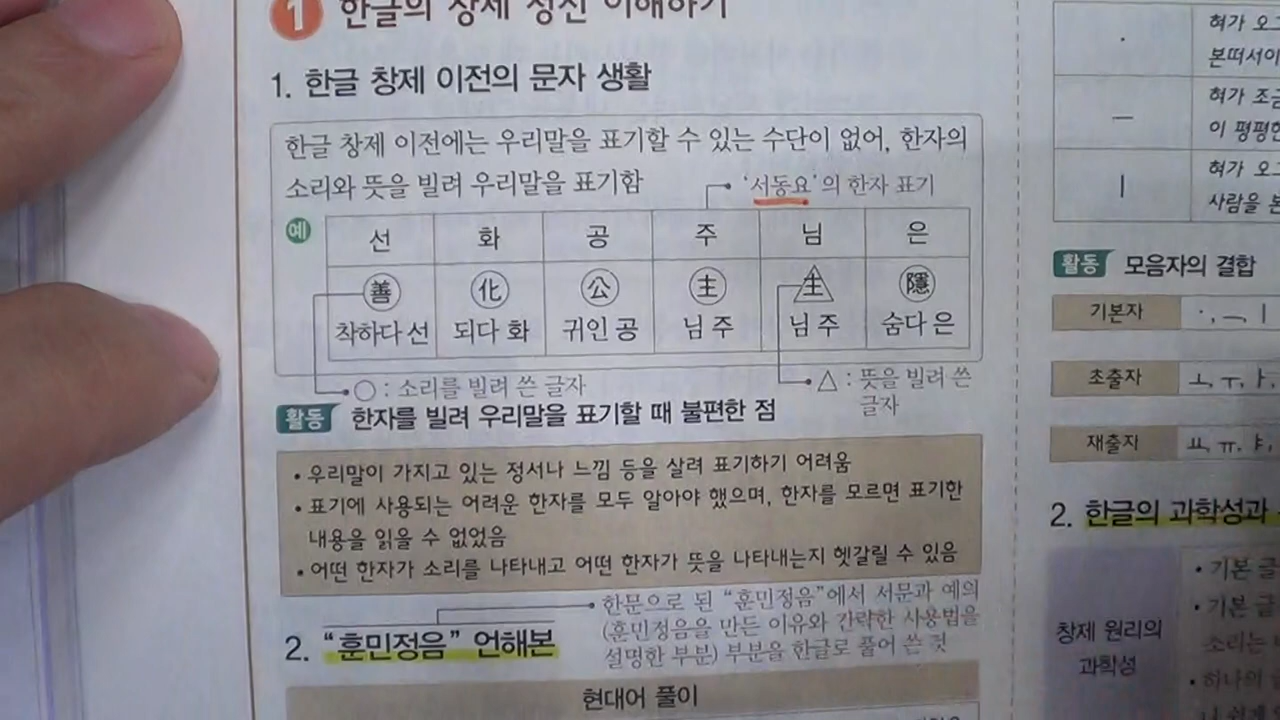 1 한글의 창제 정신 이해하기
1. 한글 창제 이전의 문자 생활
한글 창제 이전에는 우리말을 표기할 수 있는 수단이 없어, 한자의
소리와 뜻을 빌려 우리말을 표기함
'서동요'의 한자 표기
예
선 화 공 주 님 은
善 化 公 主 主 隱
착하다 선 되다 화 귀인 공 님 주 님 주 숨다 은
○ : 소리를 빌려 쓴 글자
△ : 뜻을 빌려 쓴
글자
활동 한자를 빌려 우리말을 표기할 때 불편한 점
• 우리말이 가지고 있는 정서나 느낌 등을 살려 표기하기 어려움
• 표기에 사용되는 어려운 한자를 모두 알아야 했으며, 한자를 모르면 표기한
내용을 읽을 수 없었음
• 어떤 한자가 소리를 나타내고 어떤 한자가 뜻을 나타내는지 헷갈릴 수 있음
한문으로 된 "훈민정음"에서 서문과 예의
(훈민정음을 만든 이유와 간략한 사용법을
설명한 부분) 부분을 한글로 풀어 쓴 것
2. "훈민정음" 언해본
현대어 풀이
· 혀가
본떠서
ㅡ 혀가
이
ㅣ 혀가
사람을
활동 모음자의 결합
기본자 ·, ㅡ, ㅣ
초출자 ㅗ, ㅜ, ㅏ,
재출자 ㅛ, ㅠ, ㅑ,
2. 한글의 과학성과
창제 원리의
과학성
• 기본
• 기본
소리는
• 하나의